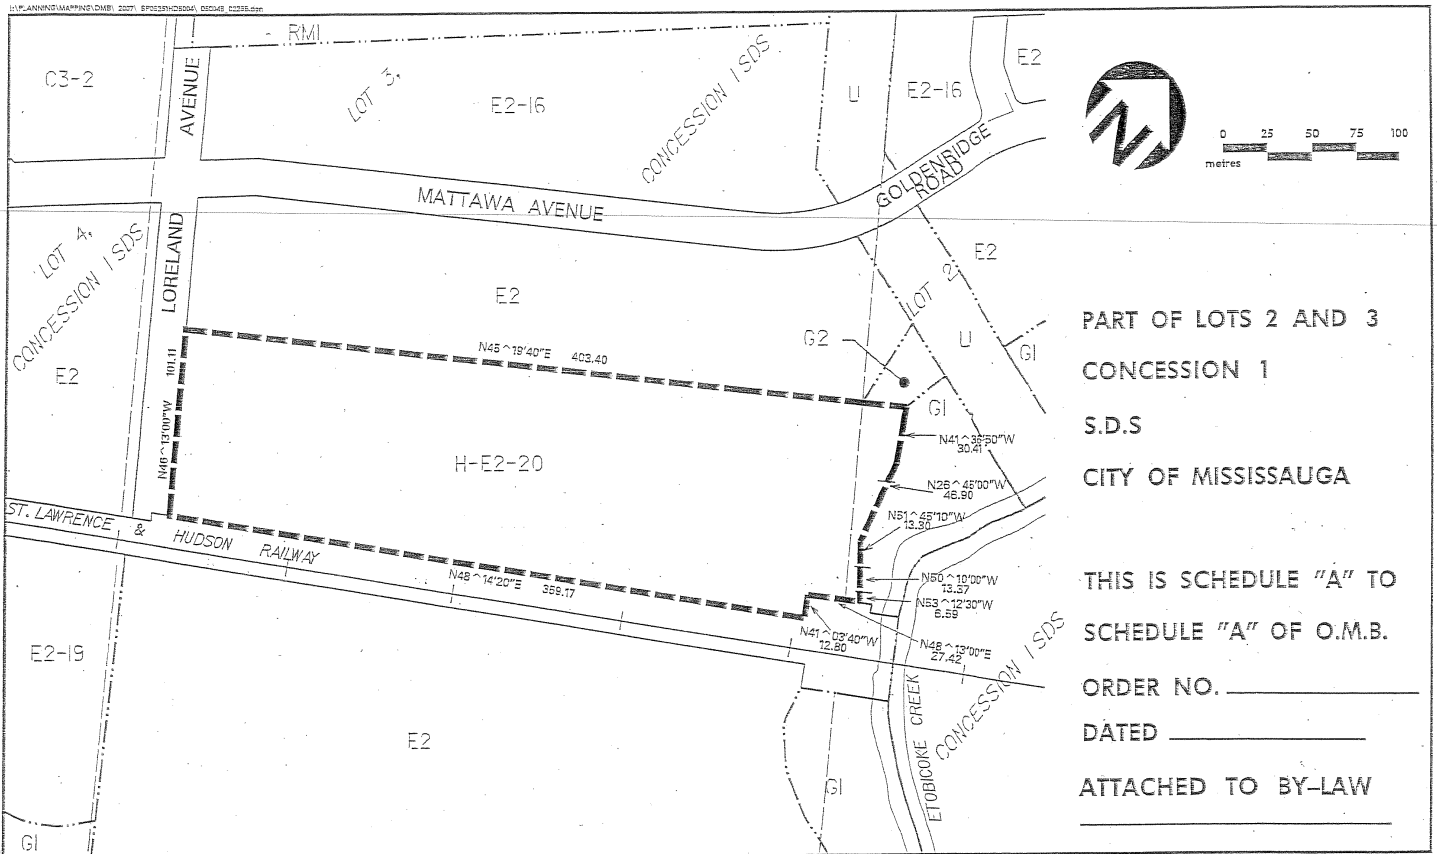 RM1
C3-2
AVENUE
LOT 3,
E2-16
CONCESSION 1 SDS
U
E2-16
E2
0 25 50 75 100
metres
GOLDENRIDGE
ROAD
MATTAWA AVENUE
LORELAND
LOT 4,
CONCESSION 1 SDS
E2
E2
E2
LOT 2,
U
G1
G2
G1
N45^19'40"E 403.40
101.11
N46^13'00"W
H-E2-20
N41^36'50"W
30.41
N26^45'00"W
46.90
N51^45'10"W
13.30
N50^10'00"W
13.37
N53^12'30"W
6.59
N48^13'00"E
27.42
N41^03'40"W
12.80
N48^14'20"E 359.17
ST. LAWRENCE & HUDSON RAILWAY
E2-19
E2
G1
G1
ETOBICOKE CREEK
CONCESSION 1 SDS
PART OF LOTS 2 AND 3
CONCESSION 1
S.D.S
CITY OF MISSISSAUGA
THIS IS SCHEDULE "A" TO
SCHEDULE "A" OF O.M.B.
ORDER NO.
DATED
ATTACHED TO BY-LAW